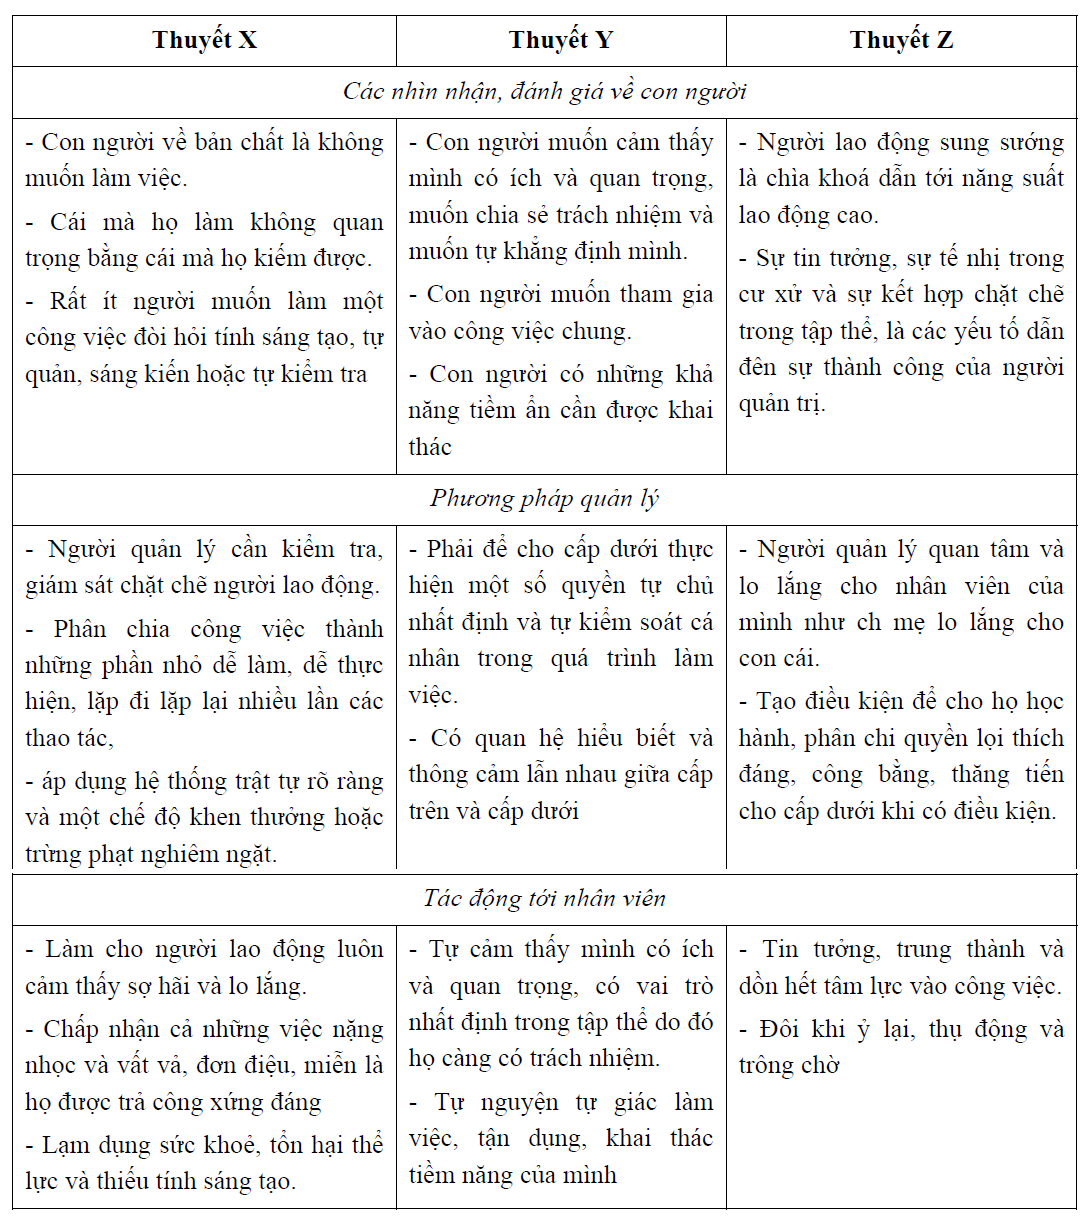 Thuyết X
Thuyết Y
Thuyết Z
Các nhìn nhận, đánh giá về con người
- Con người về bản chất là không
muốn làm việc.
- Cái mà họ làm không quan
trọng bằng cái mà họ kiếm được.
- Rất ít người muốn làm một
công việc đòi hỏi tính sáng tạo, tự
quản, sáng kiến hoặc tự kiểm tra
- Con người muốn cảm thấy
mình có ích và quan trọng,
muốn chia sẻ trách nhiệm và
muốn tự khẳng định mình.
- Con người muốn tham gia
vào công việc chung.
- Con người có những khả
năng tiềm ẩn cần được khai
thác
- Người lao động sung sướng
là chìa khoá dẫn tới năng suất
lao động cao.
- Sự tin tưởng, sự tế nhị trong
cư xử và sự kết hợp chặt chẽ
trong tập thể, là các yếu tố dẫn
đên sự thành công của người
quản trị.
Phương pháp quản lý
- Người quản lý cần kiểm tra,
giám sát chặt chẽ người lao động.
- Phân chia công việc thành
những phần nhỏ dễ làm, dễ thực
hiện, lặp đi lặp lại nhiều lần các
thao tác,
- áp dụng hệ thống trật tự rõ ràng
và một chế độ khen thưởng hoặc
trừng phạt nghiêm ngặt.
- Phải để cho cấp dưới thực
hiện một số quyền tự chủ
nhất định và tự kiểm soát cá
nhân trong quá trình làm
việc.
- Có quan hệ hiểu biết và
thông cảm lẫn nhau giữa cấp
trên và cấp dưới
- Người quản lý quan tâm và
lo lắng cho nhân viên của
mình như ch mẹ lo lắng cho
con cái.
- Tạo điều kiện để cho họ học
hành, phân chi quyền lọi thích
đáng, công bằng, thăng tiến
cho cấp dưới khi có điều kiện.
Tác động tới nhân viên
- Làm cho người lao động luôn
cảm thấy sợ hãi và lo lắng.
- Chấp nhận cả những việc nặng
nhọc và vất vả, đơn điệu, miễn là
họ được trả công xứng đáng
- Lạm dụng sức khoẻ, tổn hại thể
lực và thiếu tính sáng tạo.
- Tự cảm thấy mình có ích
và quan trọng, có vai trò
nhất định trong tập thể do đó
họ càng có trách nhiệm.
- Tự nguyện tự giác làm
việc, tận dụng, khai thác
tiềm năng của mình
- Tin tưởng, trung thành và
dồn hết tâm lực vào công việc.
- Đôi khi ỷ lại, thụ động và
trông chờ